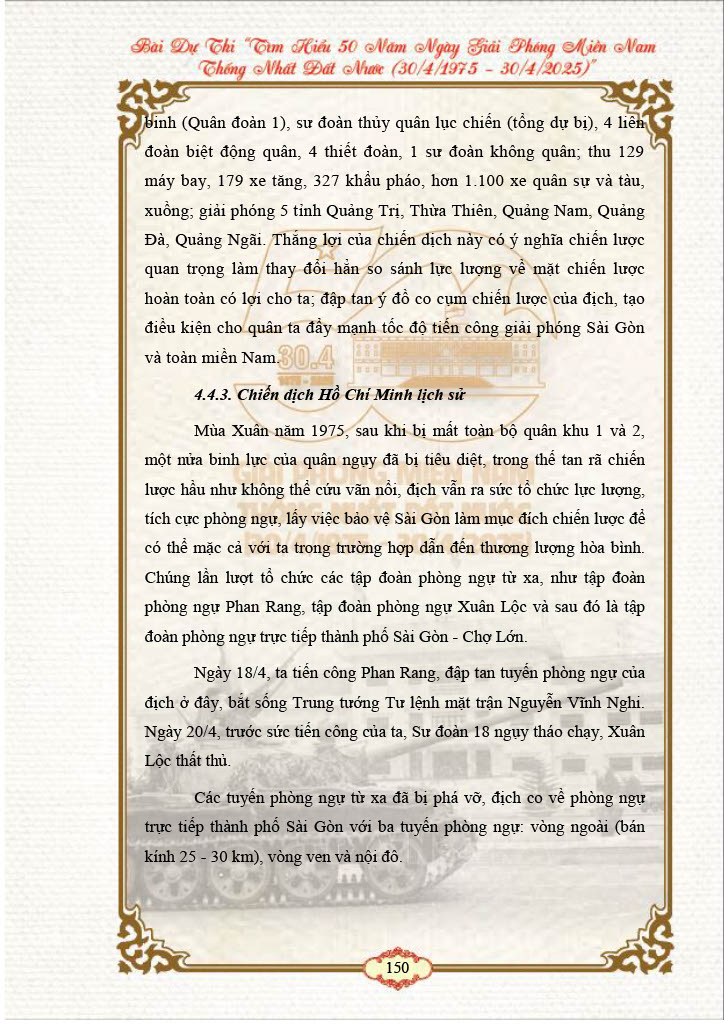 Bài Dự Thi "Tìm Hiểu 50 Năm Ngày Giải Phóng Miền Nam
Thống Nhất Đất Nước (30/4/1975 - 30/4/2025)"
binh (Quân đoàn 1), sư đoàn thủy quân lục chiến (tổng dự bị), 4 liên
đoàn biệt động quân, 4 thiết đoàn, 1 sư đoàn không quân; thu 129
máy bay, 179 xe tăng, 327 khẩu pháo, hơn 1.100 xe quân sự và tàu,
xuồng; giải phóng 5 tỉnh Quảng Trị, Thừa Thiên, Quảng Nam, Quảng
Đà, Quảng Ngãi. Thắng lợi của chiến dịch này có ý nghĩa chiến lược
quan trọng làm thay đổi hẳn so sánh lực lượng về mặt chiến lược
hoàn toàn có lợi cho ta; đập tan ý đồ co cụm chiến lược của địch, tạo
điều kiện cho quân ta đẩy mạnh tốc độ tiến công giải phóng Sài Gòn
và toàn miền Nam.
30.4
4.4.3. Chiến dịch Hồ Chí Minh lịch sử
Mùa Xuân năm 1975, sau khi bị mất toàn bộ quân khu 1 và 2,
một nửa binh lực của quân ngụy đã bị tiêu diệt, trong thế tan rã chiến
lược hầu như không thể cứu vãn nổi, địch vẫn ra sức tổ chức lực lượng,
tích cực phòng ngự, lấy việc bảo vệ Sài Gòn làm mục đích chiến lược để
có thể mặc cả với ta trong trường hợp dẫn đến thương lượng hòa bình.
Chúng lần lượt tổ chức các tập đoàn phòng ngự từ xa, như tập đoàn
phòng ngự Phan Rang, tập đoàn phòng ngự Xuân Lộc và sau đó là tập
đoàn phòng ngự trực tiếp thành phố Sài Gòn - Chợ Lớn.
GIẢI PHÓNG MIỀN NAM
THỐNG NHẤT ĐẤT NƯỚC
(30/4/1975 - 30/4/2025)
Ngày 18/4, ta tiến công Phan Rang, đập tan tuyến phòng ngự của
địch ở đây, bắt sống Trung tướng Tư lệnh mặt trận Nguyễn Vĩnh Nghi.
Ngày 20/4, trước sức tiến công của ta, Sư đoàn 18 ngụy tháo chạy, Xuân
Lộc thất thủ.
Các tuyến phòng ngự từ xa đã bị phá vỡ, địch co về phòng ngự
trực tiếp thành phố Sài Gòn với ba tuyến phòng ngự: vòng ngoài (bán
kính 25 - 30 km), vòng ven và nội đô.
150